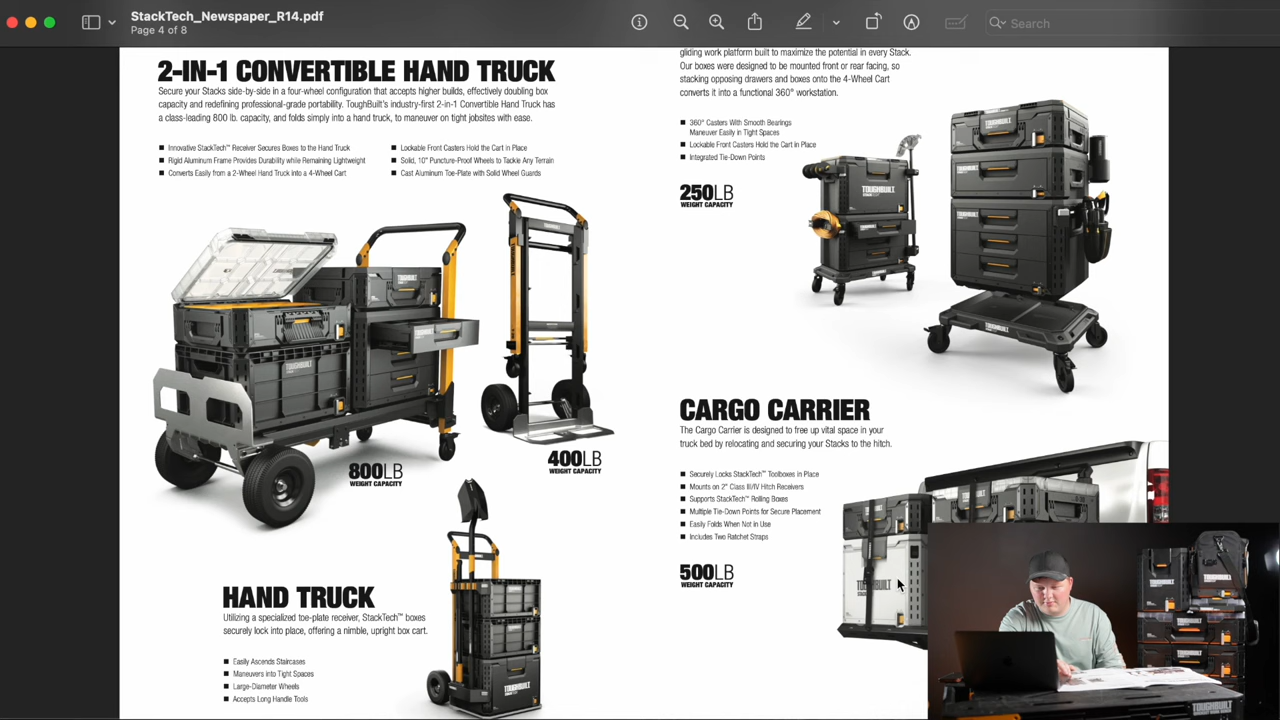 StackTech_Newspaper_R14.pdf
Page 4 of 8
Search
2-IN-1 CONVERTIBLE HAND TRUCK
Secure your Stacks side-by-side in a four-wheel configuration that accepts higher builds, effectively doubling box
capacity and redefining professional-grade portability. ToughBuilt's industry-first 2-in-1 Convertible Hand Truck has
a class-leading 800 lb. capacity, and folds simply into a hand truck, to maneuver on tight jobsites with ease.
■ Innovative StackTech™ Receiver Secures Boxes to the Hand Truck
■ Rigid Aluminum Frame Provides Durability while Remaining Lightweight
■ Converts Easily from a 2-Wheel Hand Truck into a 4-Wheel Cart
■ Lockable Front Casters Hold the Cart in Place
■ Solid, 10" Puncture-Proof Wheels to Tackle Any Terrain
■ Cast Aluminum Toe-Plate with Solid Wheel Guards
TOUGHBUILT
TOUGHBUILT
TOUGHBUILT
TOUGHBUILT
800LB
WEIGHT CAPACITY
400LB
WEIGHT CAPACITY
HAND TRUCK
Utilizing a specialized toe-plate receiver, StackTech™ boxes
securely lock into place, offering a nimble, upright box cart.
■ Easily Ascends Staircases
■ Maneuvers into Tight Spaces
■ Large-Diameter Wheels
■ Accepts Long Handle Tools
TOUGHBUILT
gliding work platform built to maximize the potential in every Stack.
Our boxes were designed to be mounted front or rear facing, so
stacking opposing drawers and boxes onto the 4-Wheel Cart
converts it into a functional 360° workstation.
■ 360° Casters With Smooth Bearings
Maneuver Easily in Tight Spaces
■ Lockable Front Casters Hold the Cart in Place
■ Integrated Tie-Down Points
250LB
WEIGHT CAPACITY
TOUGHBUILT
TOUGHBUILT
TOUGHBUILT
TOUGHBUILT
TOUGHBUILT
CARGO CARRIER
The Cargo Carrier is designed to free up vital space in your
truck bed by relocating and securing your Stacks to the hitch.
■ Securely Locks StackTech™ Toolboxes in Place
■ Mounts on 2" Class III/IV Hitch Receivers
■ Supports StackTech™ Rolling Boxes
■ Multiple Tie-Down Points for Secure Placement
■ Easily Folds When Not in Use
■ Includes Two Ratchet Straps
500LB
WEIGHT CAPACITY
TOUGHBUILT
TOUGHBUILT
TOUGHBUILT